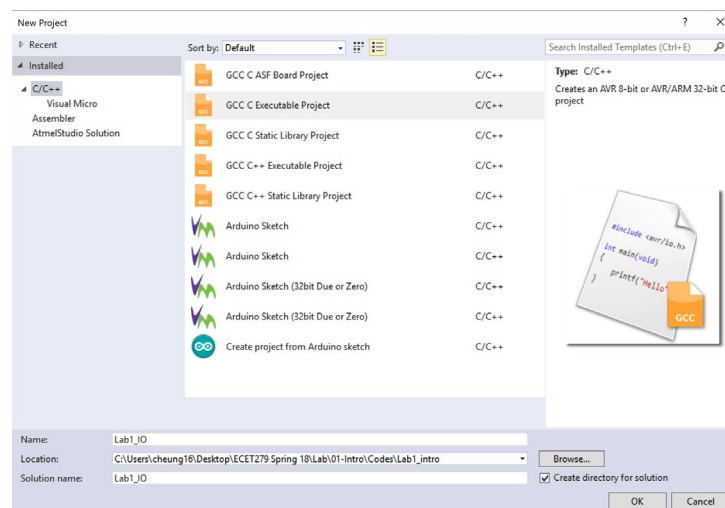 New Project
? X
Recent
Installed
C/C++
Visual Micro
Assembler
AtmelStudio Solution
Sort by: Default
Search Installed Templates (Ctrl+E)
GCC C ASF Board Project C/C++
GCC C Executable Project C/C++
GCC C Static Library Project C/C++
GCC C++ Executable Project C/C++
GCC C++ Static Library Project C/C++
Arduino Sketch C/C++
Arduino Sketch C/C++
Arduino Sketch (32bit Due or Zero) C/C++
Arduino Sketch (32bit Due or Zero) C/C++
Create project from Arduino sketch C/C++
Type: C/C++
Creates an AVR 8-bit or AVR/ARM 32-bit C
project
#include <avr/io.h>
int main(void)
{
printf("Hello"
}
GCC
Name: Lab1_IO
Location: C:\Users\cheung16\Desktop\ECET279 Spring 18\Lab\01-Intro\Codes\Lab1_intro Browse...
Solution name: Lab1_IO Create directory for solution
OK Cancel